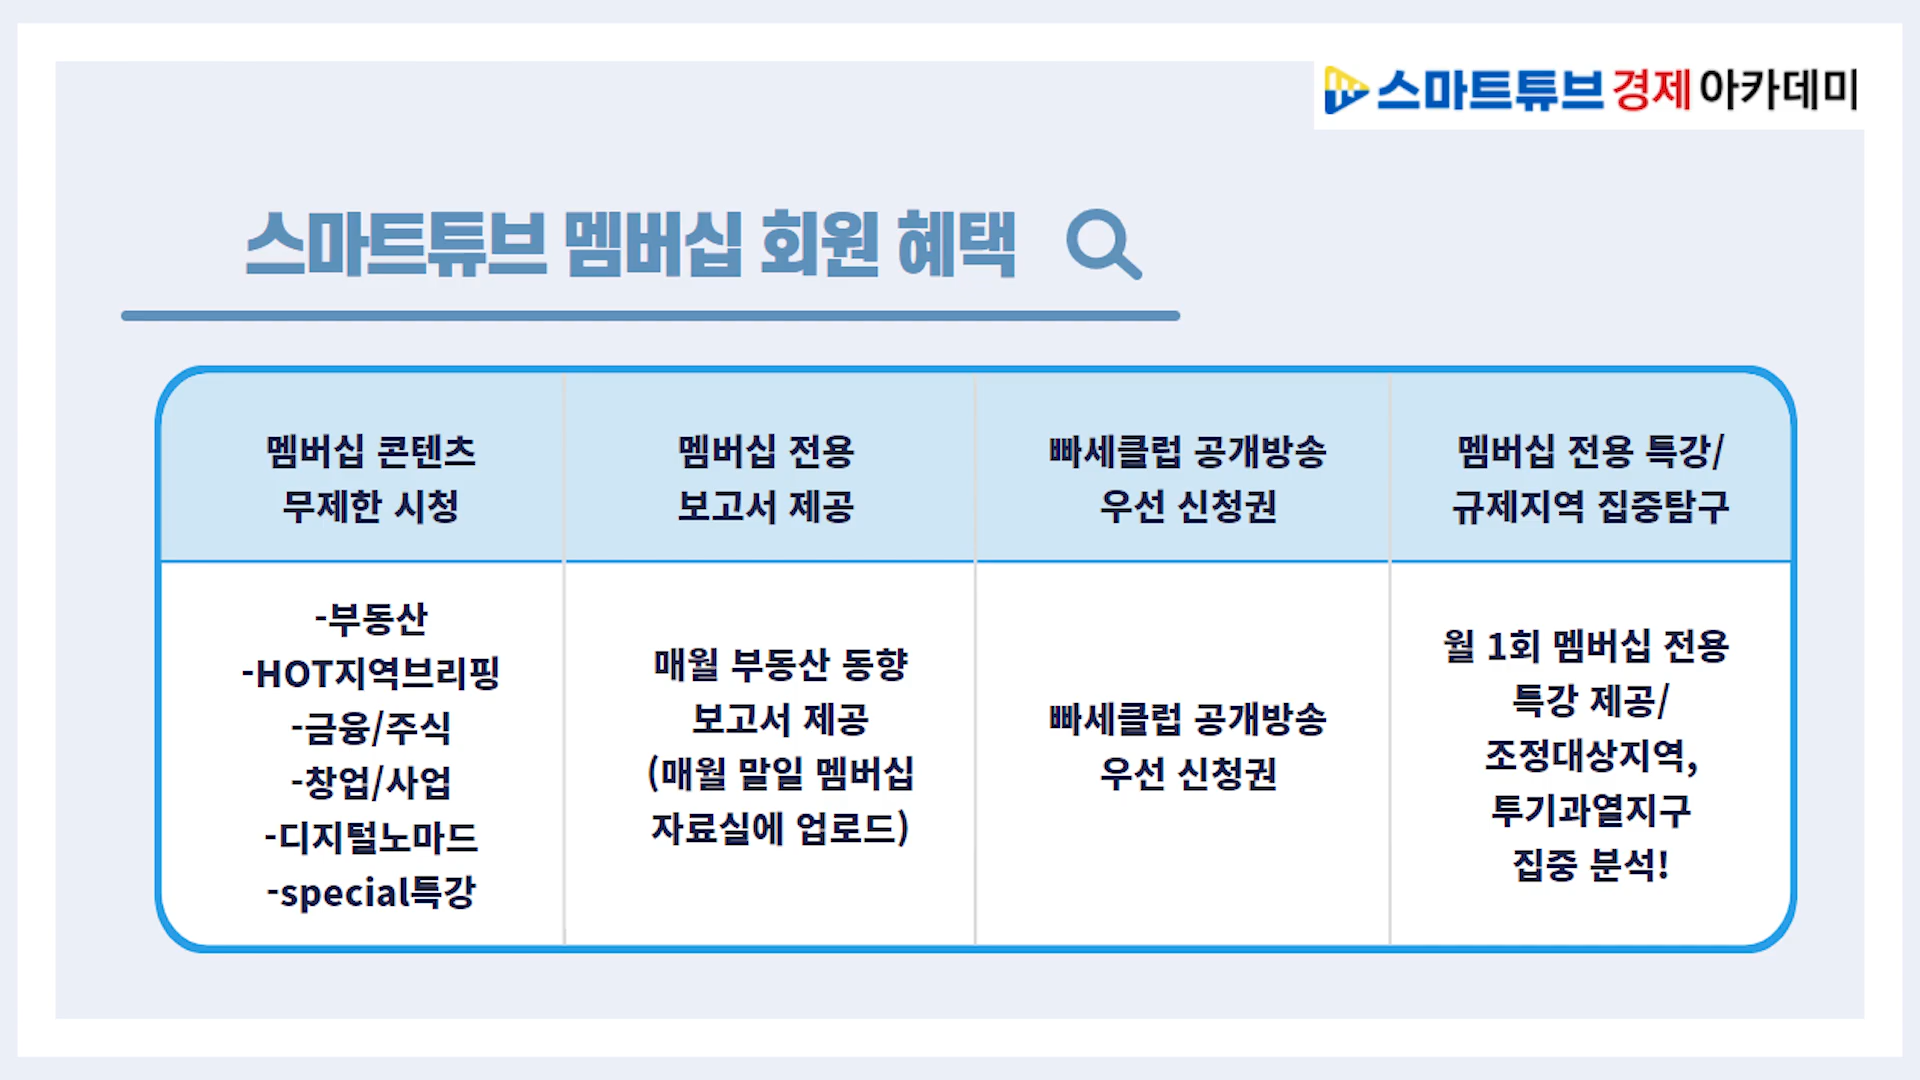 스마트튜브 경제 아카데미
스마트튜브 멤버십 회원 혜택
멤버십 콘텐츠
무제한 시청
멤버십 전용
보고서 제공
빠세클럽 공개방송
우선 신청권
멤버십 전용 특강/
규제지역 집중탐구
-부동산
-HOT지역브리핑
-금융/주식
-창업/사업
-디지털노마드
-special특강
매월 부동산 동향
보고서 제공
(매월 말일 멤버십
자료실에 업로드)
빠세클럽 공개방송
우선 신청권
월 1회 멤버십 전용
특강 제공/
조정대상지역,
투기과열지구
집중 분석!